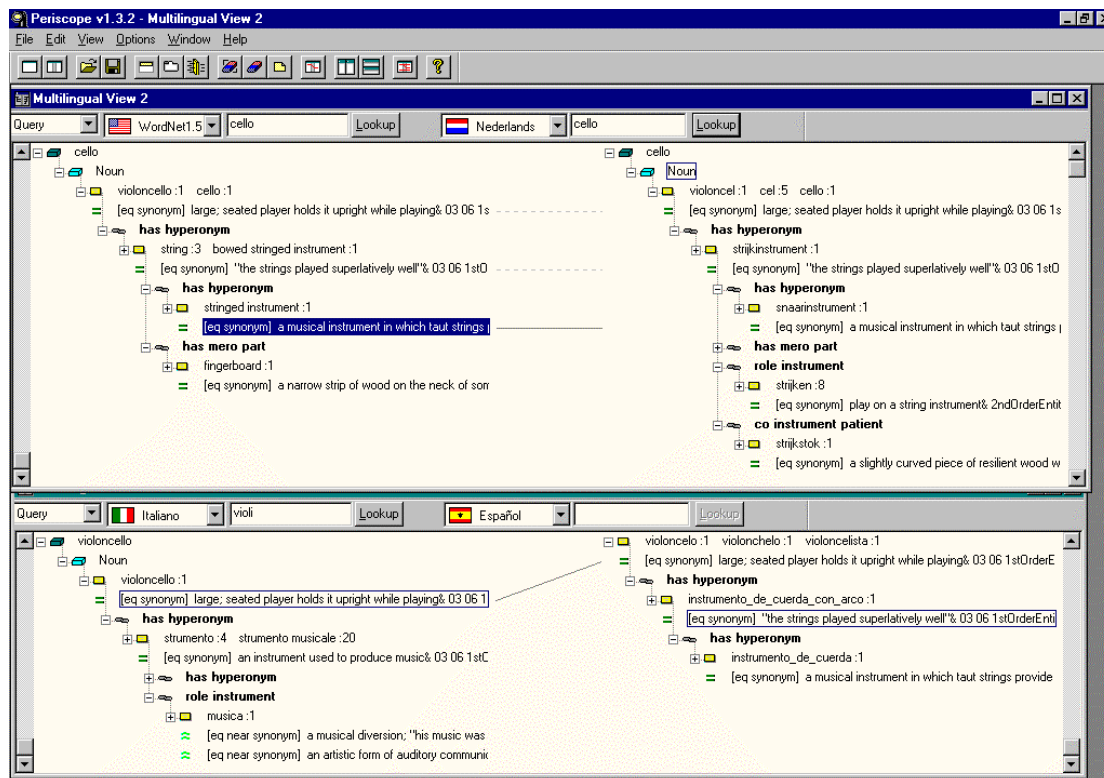 Periscope v1.3.2 - Multilingual View 2
File Edit View Options Window Help
Multilingual View 2
Query WordNet1.5 cello Lookup Nederlands cello Lookup
cello
Noun
violoncello :1 cello :1
[eq synonym] large; seated player holds it upright while playing& 03 06 1s
has hyperonym
string :3 bowed stringed instrument :1
[eq synonym] "the strings played superlatively well"& 03 06 1stO
has hyperonym
stringed instrument :1
[eq synonym] a musical instrument in which taut strings p
has mero part
fingerboard :1
[eq synonym] a narrow strip of wood on the neck of som
cello
Noun
violoncel :1 cel :5 cello :1
[eq synonym] large; seated player holds it upright while playing& 03 06 1s
has hyperonym
strijkinstrument :1
[eq synonym] "the strings played superlatively well"& 03 06 1stO
has hyperonym
snaarinstrument :1
[eq synonym] a musical instrument in which taut strings p
has mero part
role instrument
strijken :8
[eq synonym] play on a string instrument& 2ndOrderEntit
co instrument patient
strijkstok :1
[eq synonym] a slightly curved piece of resilient wood w
Query Italiano violi Lookup Español Lookup
violoncello
Noun
violoncello :1
[eq synonym] large; seated player holds it upright while playing& 03 06 1
has hyperonym
strumento :4 strumento musicale :20
[eq synonym] an instrument used to produce music& 03 06 1stO
has hyperonym
role instrument
musica :1
[eq near synonym] a musical diversion; "his music was
[eq near synonym] an artistic form of auditory communic
violoncelo :1 violonchelo :1 violoncelista :1
[eq synonym] large; seated player holds it upright while playing& 03 06 1stOrderE
has hyperonym
instrumento_de_cuerda_con_arco :1
[eq synonym] "the strings played superlatively well"& 03 06 1stOrderEnti
has hyperonym
instrumento_de_cuerda :1
[eq synonym] a musical instrument in which taut strings provide